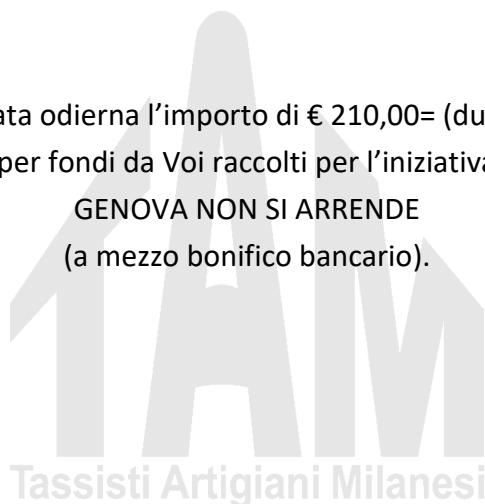 ata odierna l’importo di € 210,00= (du
per fondi da Voi raccolti per l’iniziativa
GENOVA NON SI ARRENDE
(a mezzo bonifico bancario).
TAM
Tassisti Artigiani Milanesi